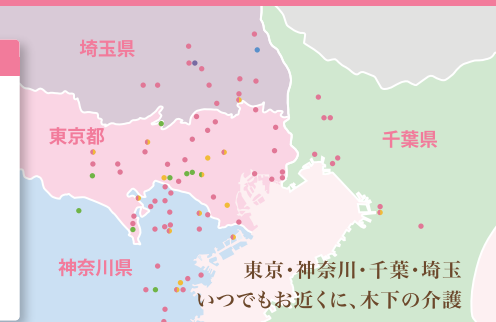 埼玉県
東京都
千葉県
神奈川県
東京・神奈川・千葉・埼玉
いつでもお近くに、木下の介護